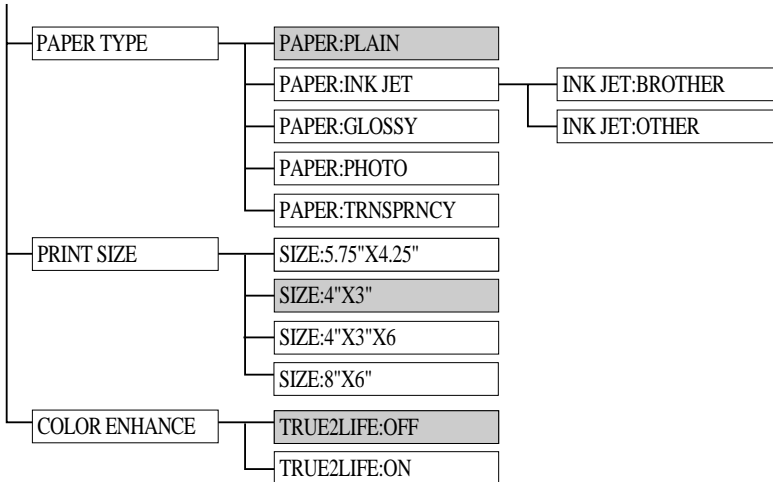 PAPER TYPE
PAPER:PLAIN
PAPER:INK JET
INK JET:BROTHER
PAPER:GLOSSY
INK JET:OTHER
PAPER:PHOTO
PAPER:TRNSPRNCY
PRINT SIZE
SIZE:5.75"X4.25"
SIZE:4"X3"
SIZE:4"X3"X6
SIZE:8"X6"
COLOR ENHANCE
TRUE2LIFE:OFF
TRUE2LIFE:ON